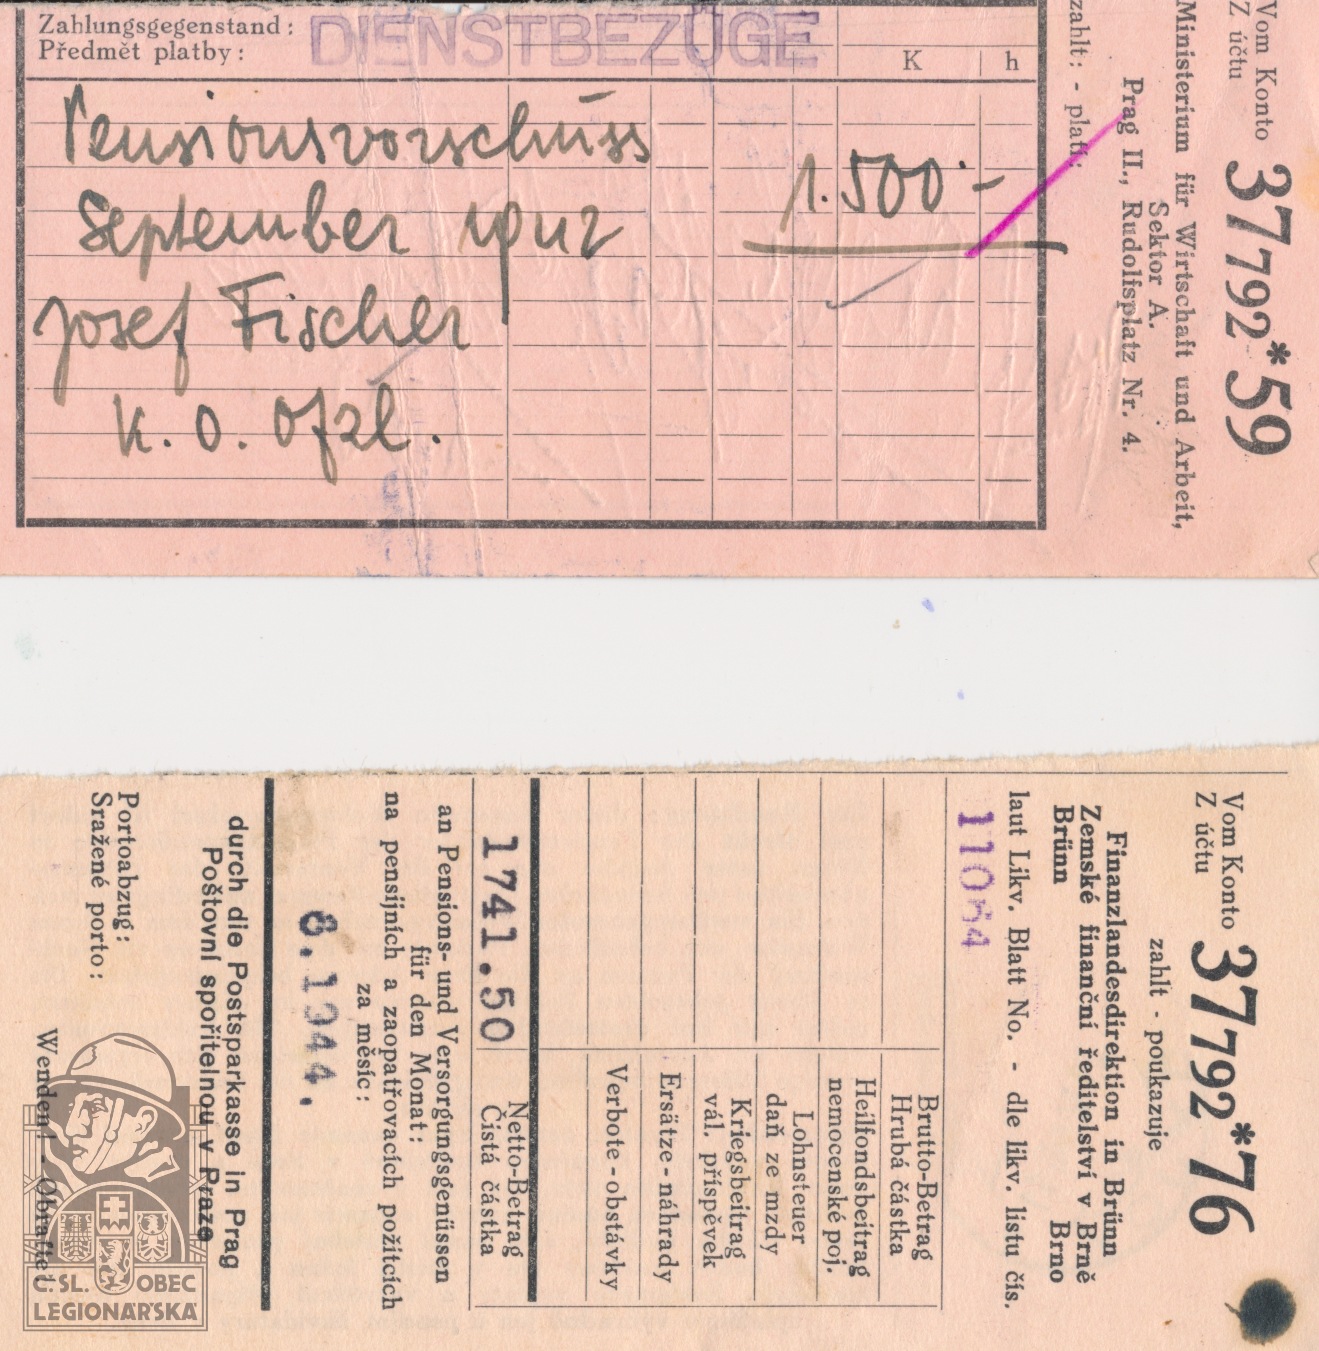 Zahlungsgegenstand :
Předmět platby :
DIENSTBEZÜGE
K h
Pensionsvorschuss
September 1942
1.500·-
Josef Fischer
K. O. Ofzl.
Vom Konto
Z účtu
37792*59
Ministerium für Wirtschaft und Arbeit,
Sektor A.
Prag II., Rudolfsplatz Nr. 4.
zahlt: - platí:
Vom Konto
Z účtu
37792*76
zahlt - poukazuje
Finanzlandesdirektion in Brünn
Zemské finanční ředitelství v Brně
Brünn Brno
laut Likv. Blatt No. - dle likv. listu čís.
11064
Brutto-Betrag
Hrubá částka
Heilfondsbeitrag
nemocenské poj.
Lohnsteuer
daň ze mzdy
Kriegsbeitrag
vál. příspěvek
Ersätze - náhrady
Verbote - obstávky
Netto-Betrag
Čistá částka
1741.50
an Pensions- und Versorgungsgenüssen
für den Monat:
na pensijních a zaopatřovacích požitcích
za měsíc:
8.1944.
durch die Postsparkasse in Prag
Poštovní spořitelnou v Praze
Portoabzug:
Sražené porto:
Wenden! - Obraťte!
Č. SL. OBEC
LEGIONÁŘSKÁ